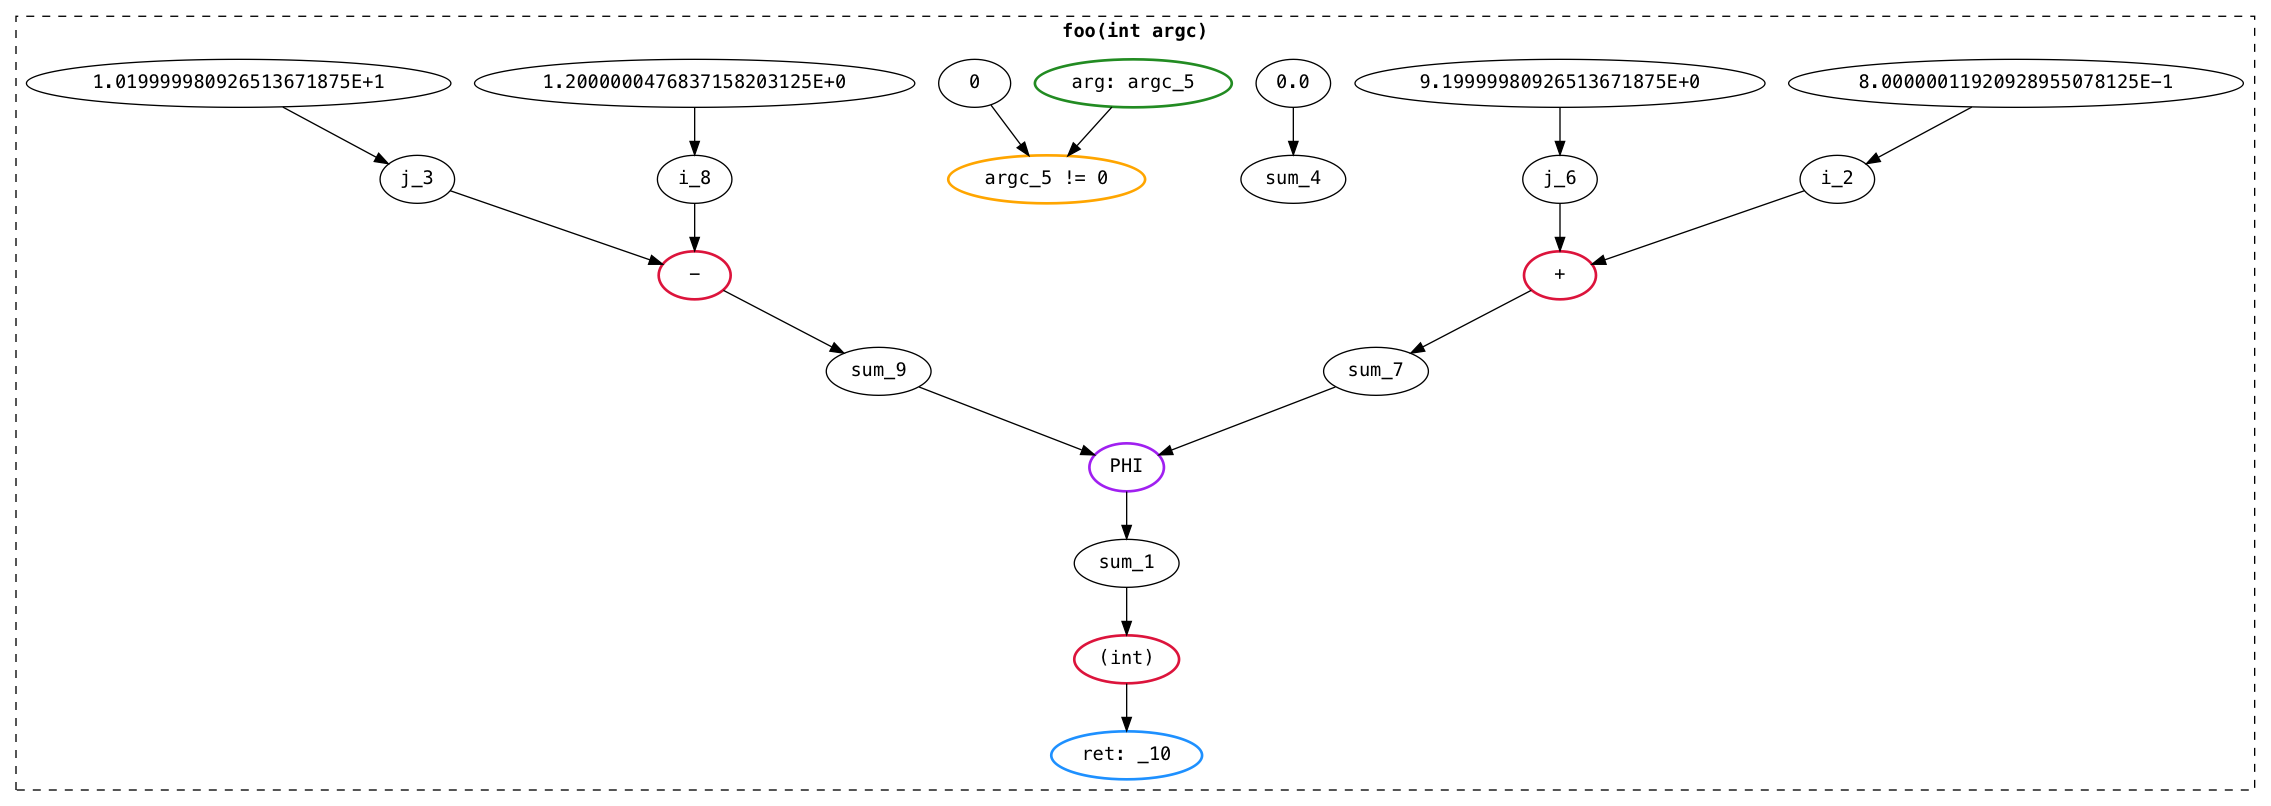 foo(int argc)
1.019999980926513671875E+1
1.2000000476837158203125E+0
0
arg: argc_5
0.0
9.19999980926513671875E+0
8.00000011920928955078125E−1
j_3
i_8
argc_5 != 0
sum_4
j_6
i_2
−
+
sum_9
sum_7
PHI
sum_1
(int)
ret: _10